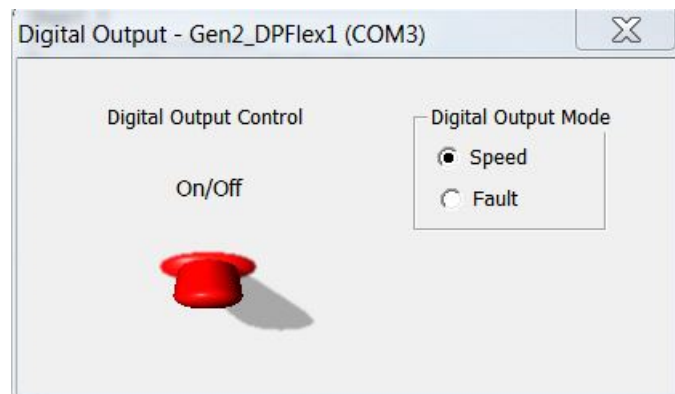 Digital Output - Gen2_DPFlex1 (COM3)
Digital Output Control
On/Off
Digital Output Mode
Speed
Fault